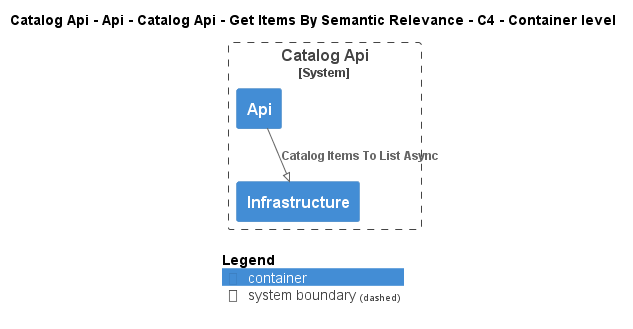 Catalog Api - Api - Catalog Api - Get Items By Semantic Relevance - C4 - Container level
Catalog Api
[System]
Api
Catalog Items To List Async
Infrastructure
Legend
container
system boundary (dashed)